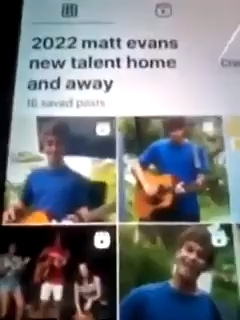 2022 matt evans
new talent home
and away
16 saved posts